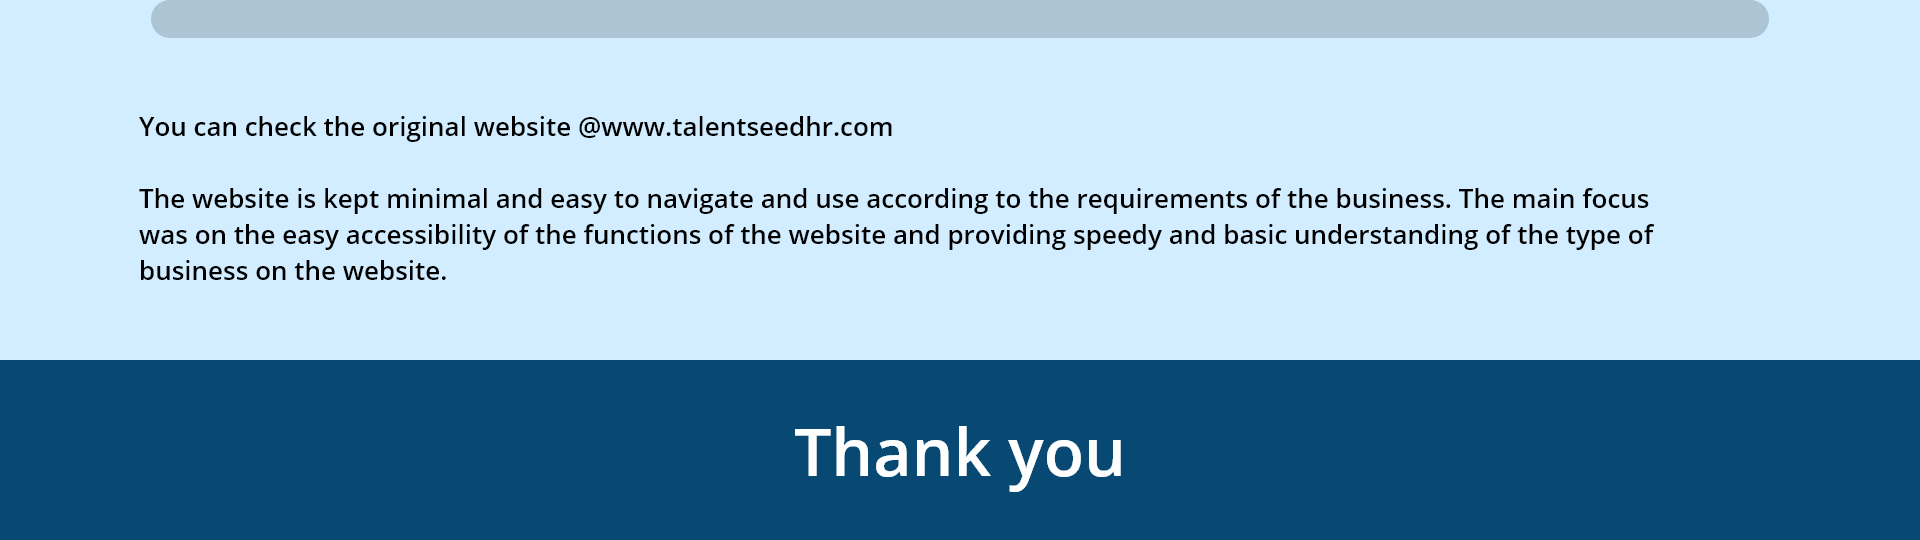 You can check the original website @www.talentseedhr.com
The website is kept minimal and easy to navigate and use according to the requirements of the business. The main focus
was on the easy accessibility of the functions of the website and providing speedy and basic understanding of the type of
business on the website.
Thank you